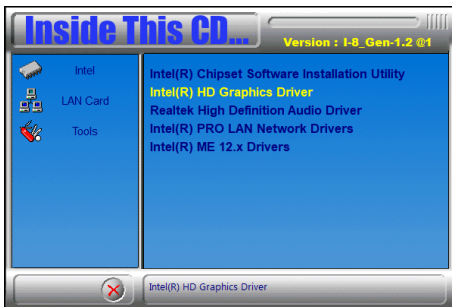 Inside This CD...
Version : I-8_Gen-1.2 @1
Intel
LAN Card
Tools
Intel(R) Chipset Software Installation Utility
Intel(R) HD Graphics Driver
Realtek High Definition Audio Driver
Intel(R) PRO LAN Network Drivers
Intel(R) ME 12.x Drivers
Intel(R) HD Graphics Driver